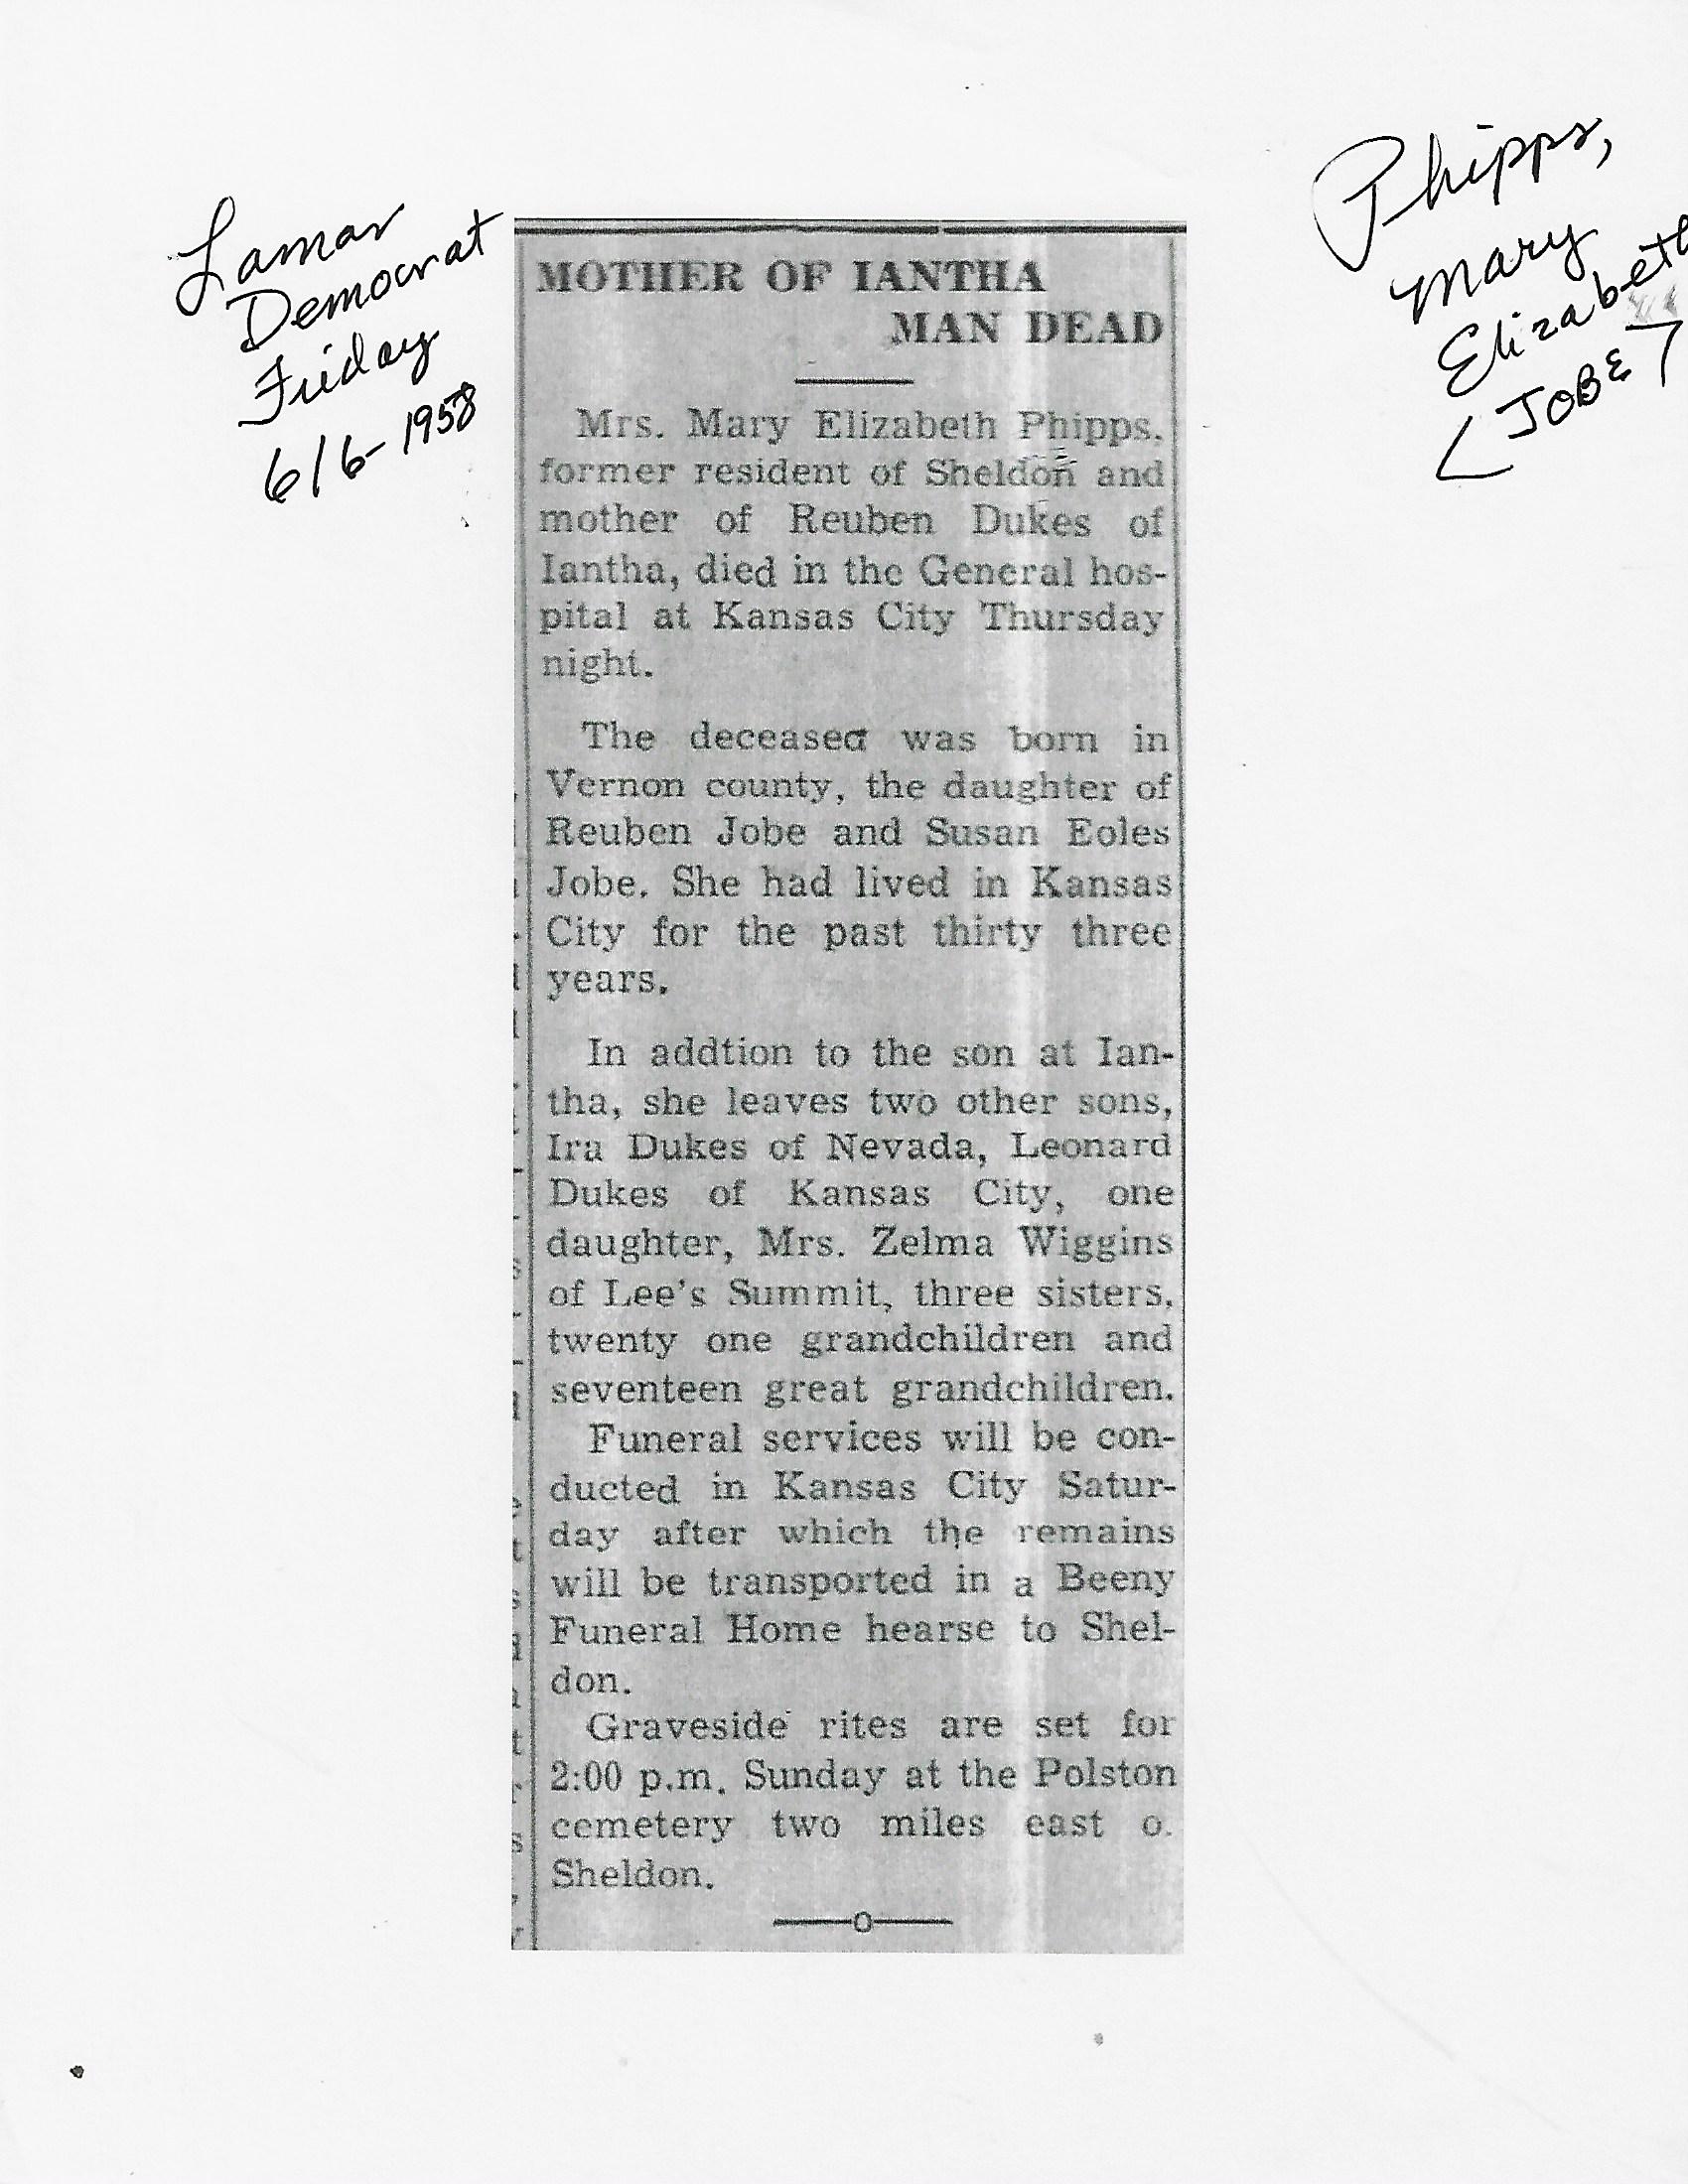 Lamar
Democrat
Friday
6/6-1958
Phipps,
Mary
Elizabeth
<JOBE>
MOTHER OF IANTHA
MAN DEAD
Mrs. Mary Elizabeth Phipps,
former resident of Sheldon and
mother of Reuben Dukes of
Iantha, died in the General hos-
pital at Kansas City Thursday
night.
The deceased was born in
Vernon county, the daughter of
Reuben Jobe and Susan Eoles
Jobe. She had lived in Kansas
City for the past thirty three
years.
In addtion to the son at Ian-
tha, she leaves two other sons,
Ira Dukes of Nevada, Leonard
Dukes of Kansas City, one
daughter, Mrs. Zelma Wiggins
of Lee's Summit, three sisters,
twenty one grandchildren and
seventeen great grandchildren.
Funeral services will be con-
ducted in Kansas City Satur-
day after which the remains
will be transported in a Beeny
Funeral Home hearse to Shel-
don.
Graveside rites are set for
2:00 p.m. Sunday at the Polston
cemetery two miles east o.
Sheldon.